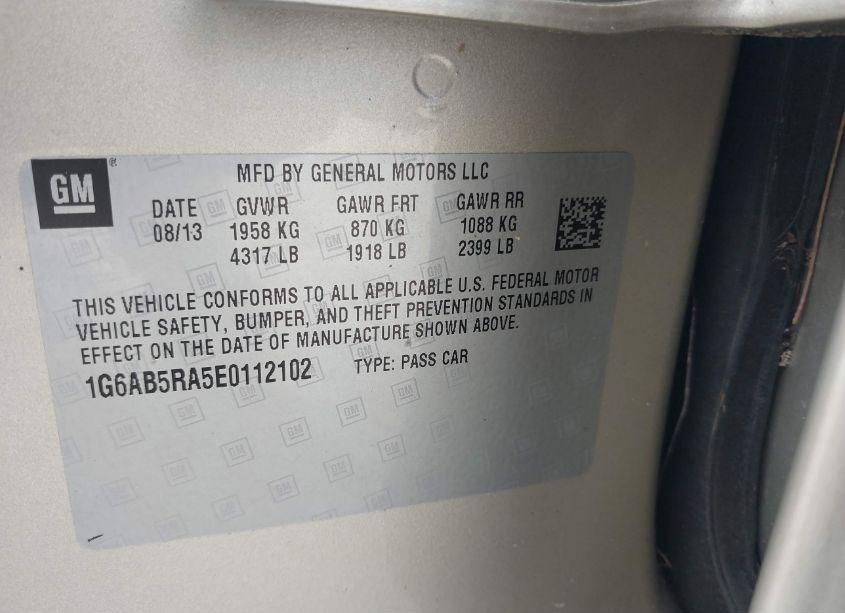 GM®
MFD BY GENERAL MOTORS LLC
DATE GVWR GAWR FRT GAWR RR
08/13 1958 KG 870 KG 1088 KG
4317 LB 1918 LB 2399 LB
THIS VEHICLE CONFORMS TO ALL APPLICABLE U.S. FEDERAL MOTOR
VEHICLE SAFETY, BUMPER, AND THEFT PREVENTION STANDARDS IN
EFFECT ON THE DATE OF MANUFACTURE SHOWN ABOVE.
1G6AB5RA5E0112102 TYPE: PASS CAR